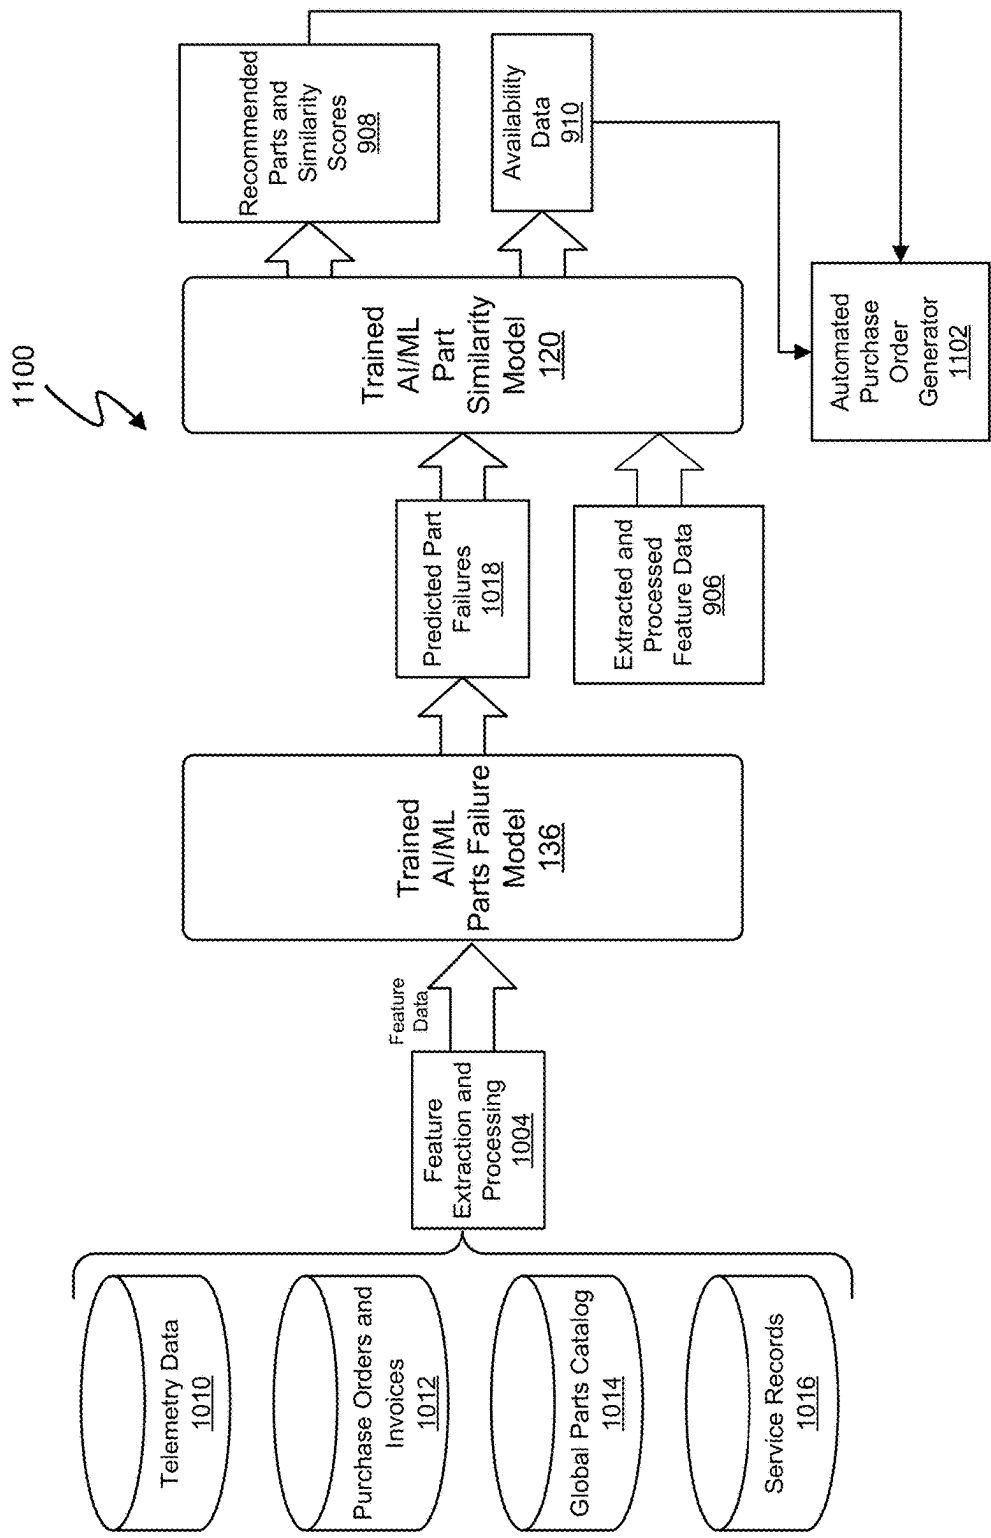 1100
Telemetry Data
1010
Purchase Orders and
Invoices
1012
Global Parts Catalog
1014
Service Records
1016
Feature
Extraction and
Processing
1004
Feature
Data
Trained
AI/ML
Parts Failure
Model
136
Predicted Part
Failures
1018
Extracted and
Processed
Feature Data
906
Trained
AI/ML
Part
Similarity
Model
120
Recommended
Parts and
Similarity
Scores
908
Availability
Data
910
Automated
Purchase
Order
Generator
1102